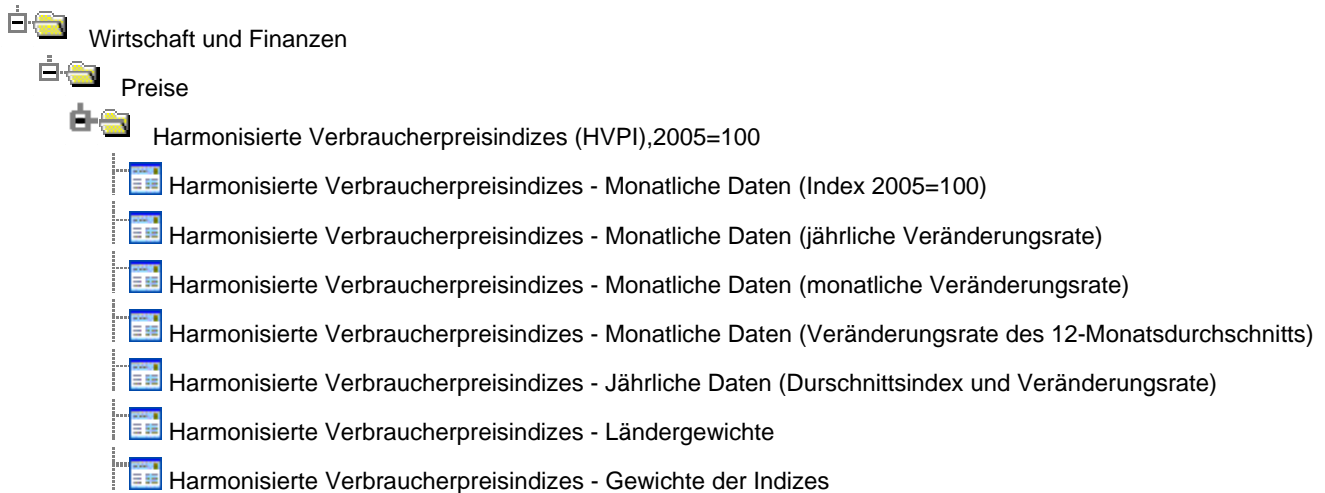 Wirtschaft und Finanzen
Preise
Harmonisierte Verbraucherpreisindizes (HVPI),2005=100
Harmonisierte Verbraucherpreisindizes - Monatliche Daten (Index 2005=100)
Harmonisierte Verbraucherpreisindizes - Monatliche Daten (jährliche Veränderungsrate)
Harmonisierte Verbraucherpreisindizes - Monatliche Daten (monatliche Veränderungsrate)
Harmonisierte Verbraucherpreisindizes - Monatliche Daten (Veränderungsrate des 12-Monatsdurchschnitts)
Harmonisierte Verbraucherpreisindizes - Jährliche Daten (Durschnittsindex und Veränderungsrate)
Harmonisierte Verbraucherpreisindizes - Ländergewichte
Harmonisierte Verbraucherpreisindizes - Gewichte der Indizes